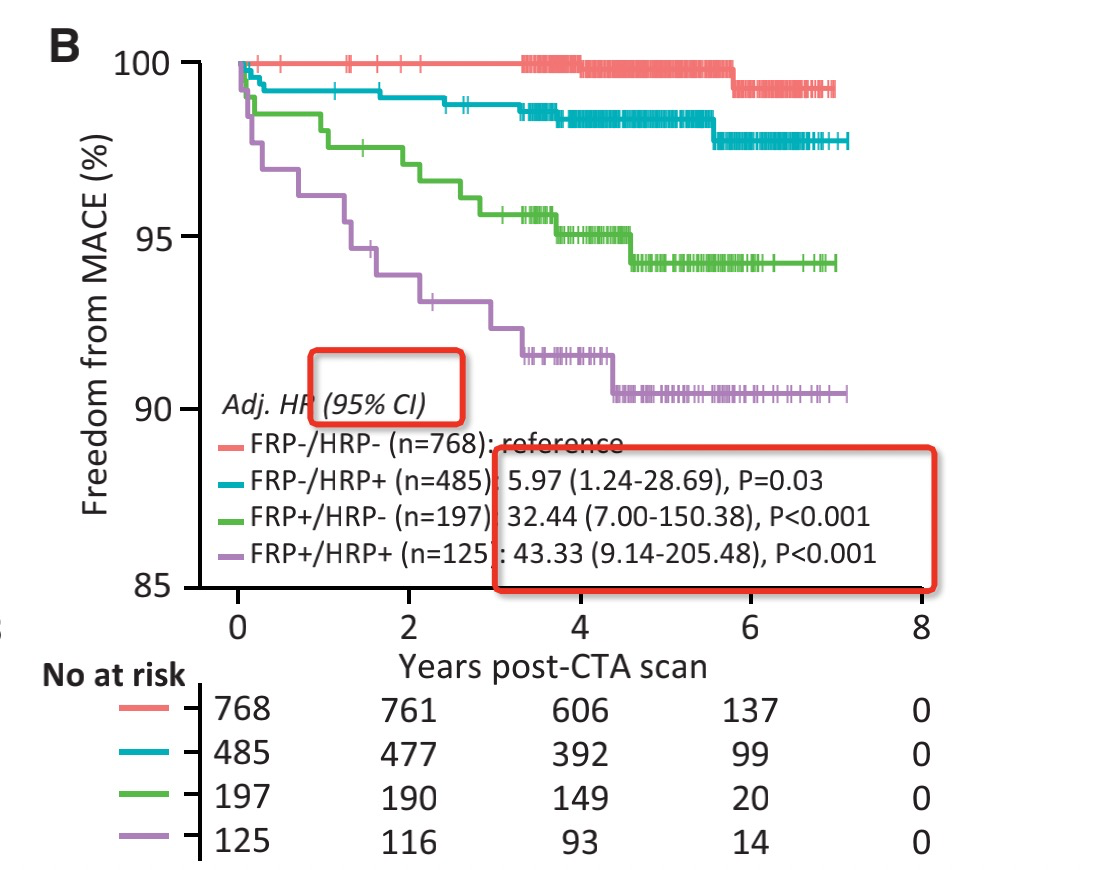 B
100
95
90
85
Freedom from MACE (%)
Adj. HR (95% CI)
FRP-/HRP- (n=768): reference
FRP-/HRP+ (n=485): 5.97 (1.24-28.69), P=0.03
FRP+/HRP- (n=197): 32.44 (7.00-150.38), P<0.001
FRP+/HRP+ (n=125): 43.33 (9.14-205.48), P<0.001
0 2 4 6 8
Years post-CTA scan
No at risk
768 761 606 137 0
485 477 392 99 0
197 190 149 20 0
125 116 93 14 0